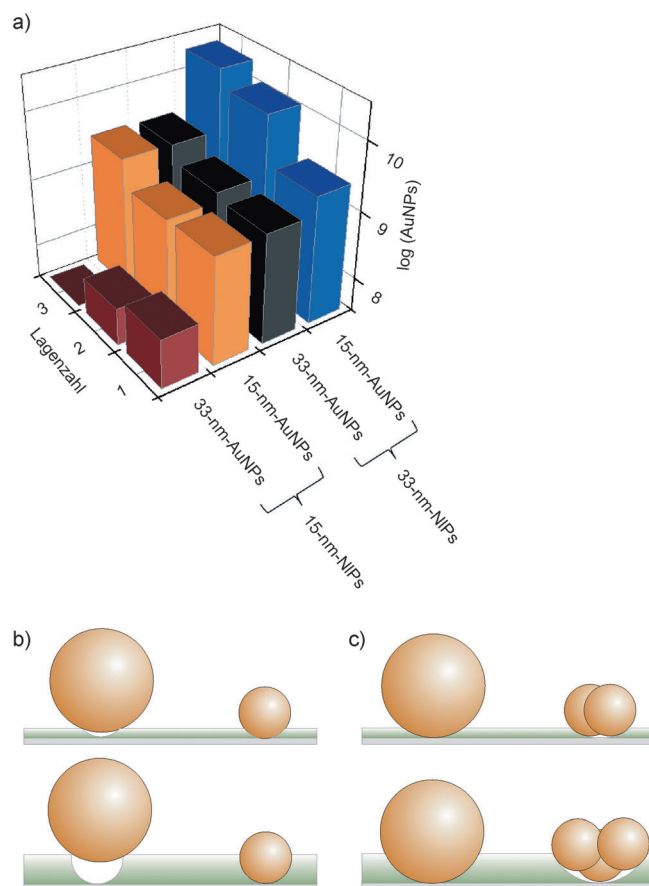 a)
10
9
8
log (AuNPs)
3
2
1
Lagenzahl
15-nm-AuNPs
33-nm-AuNPs
15-nm-AuNPs
33-nm-AuNPs
33-nm-NIPs
15-nm-NIPs
b)
c)